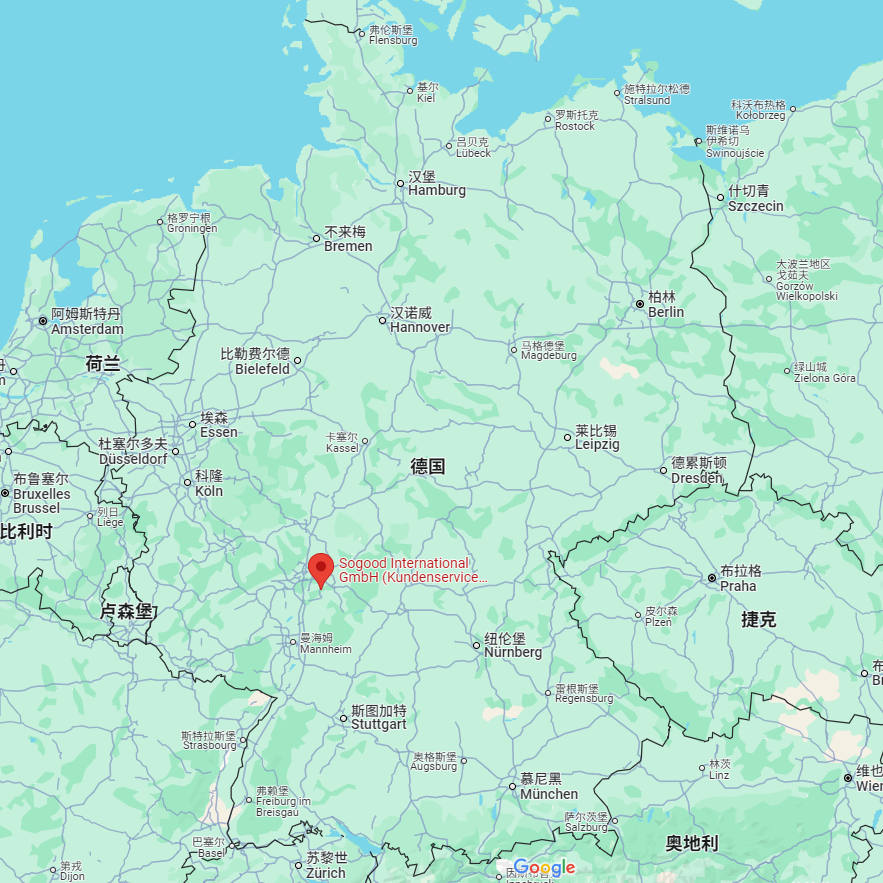 弗伦斯堡
Flensburg
基尔
Kiel
施特拉尔松德
Stralsund
科沃布热格
Kołobrzeg
罗斯托克
Rostock
斯维诺乌
伊希切
Świnoujście
吕贝克
Lübeck
汉堡
Hamburg
什切青
Szczecin
格罗宁根
Groningen
不来梅
Bremen
大波兰地区
戈茹夫
Gorzów
Wielkopolski
柏林
Berlin
阿姆斯特丹
Amsterdam
汉诺威
Hannover
马格德堡
Magdeburg
比勒费尔德
Bielefeld
荷兰
绿山城
Zielona Góra
埃森
Essen
卡塞尔
Kassel
莱比锡
Leipzig
杜塞尔多夫
Düsseldorf
德国
德累斯顿
Dresden
科隆
Köln
布鲁塞尔
Bruxelles
Brussel
列日
Liège
比利时
Sogood International
GmbH (Kundenservice...
布拉格
Praha
卢森堡
皮尔森
Plzeň
捷克
曼海姆
Mannheim
纽伦堡
Nürnberg
雷根斯堡
Regensburg
斯图加特
Stuttgart
斯特拉斯堡
Strasbourg
奥格斯堡
Augsburg
林茨
Linz
慕尼黑
München
维也
Wien
弗赖堡
Freiburg im
Breisgau
萨尔茨堡
Salzburg
巴塞尔
Basel
奥地利
苏黎世
Zürich
第戎
Dijon
Google